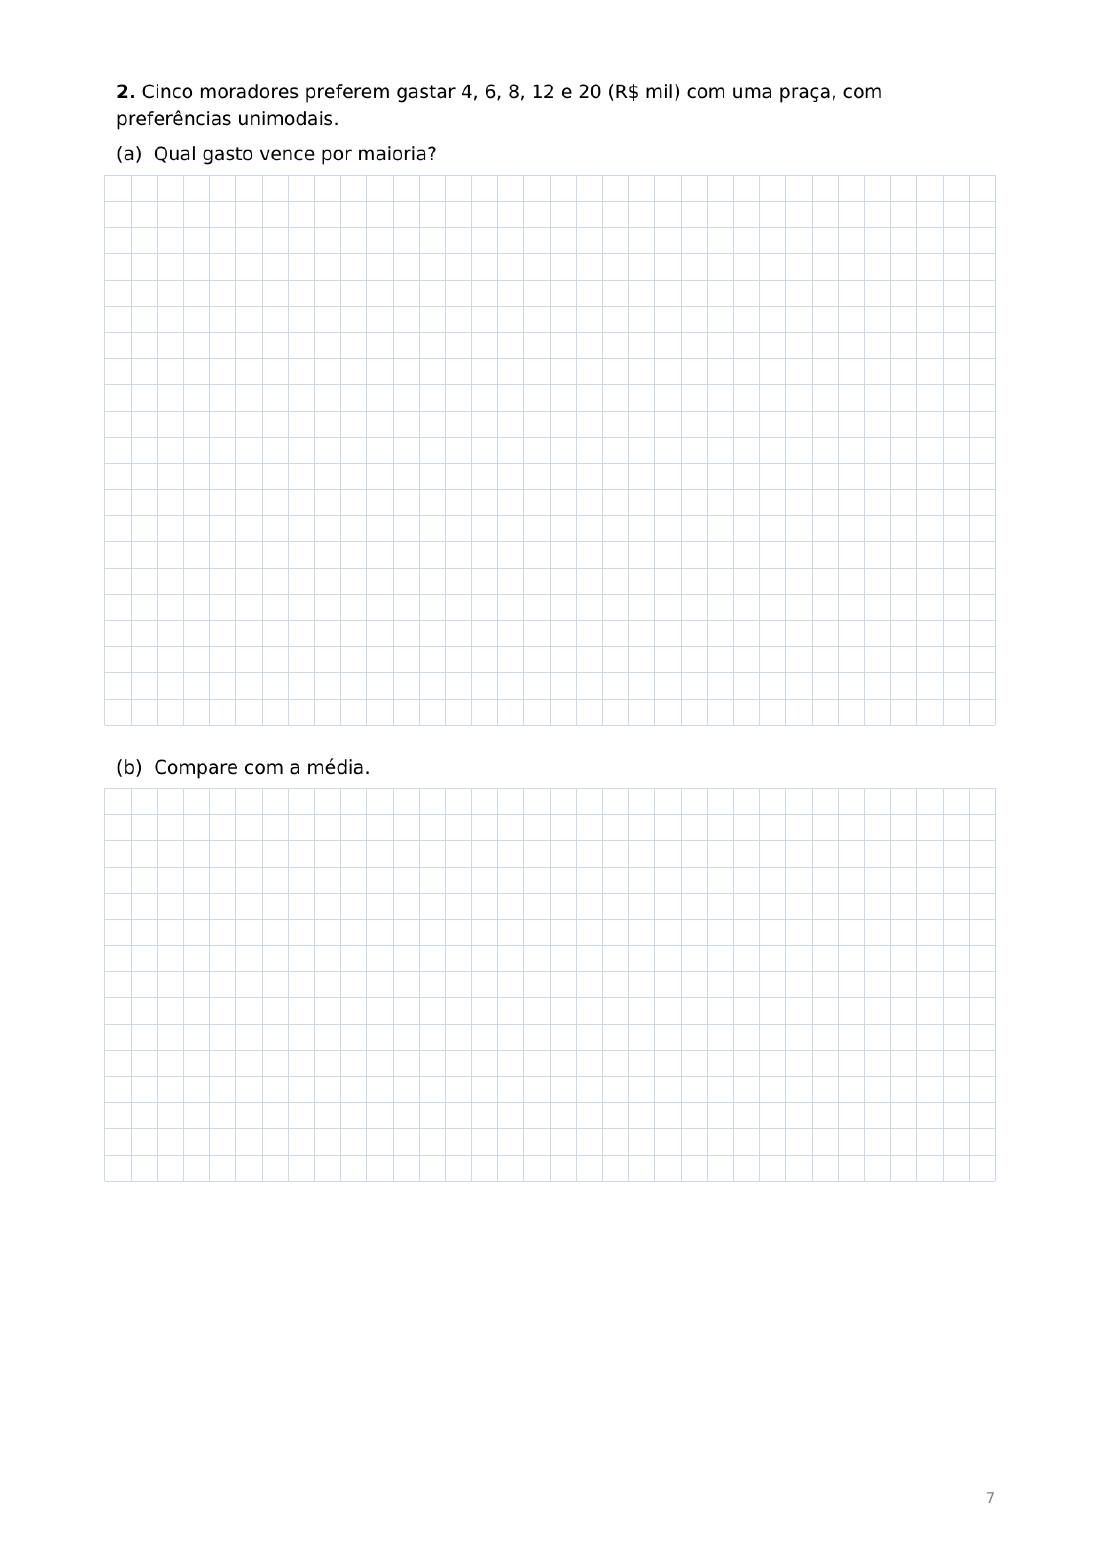 2. Cinco moradores preferem gastar 4, 6, 8, 12 e 20 (R$ mil) com uma praça, com
preferências unimodais.
(a) Qual gasto vence por maioria?
(b) Compare com a média.
7